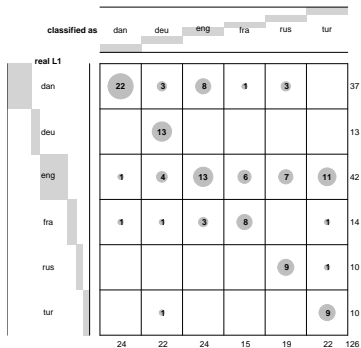 classified as dan deu eng fra rus tur
real L1
dan 22 3 8 1 3 37
deu 13 13
eng 1 4 13 6 7 11 42
fra 1 1 3 8 1 14
rus 9 1 10
tur 1 9 10
24 22 24 15 19 22 126